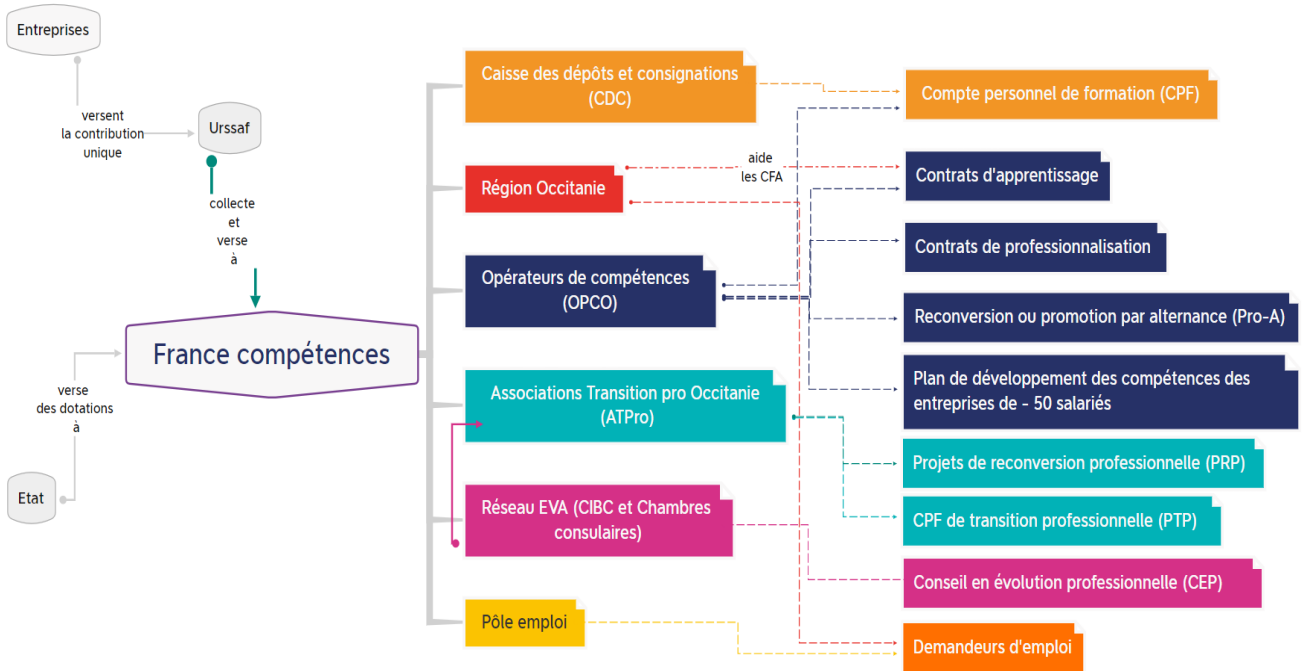 Entreprises
versent
la contribution
unique
Urssaf
collecte
et
verse
à
France compétences
verse
des dotations
à
Etat
Caisse des dépôts et consignations
(CDC)
Région Occitanie
Opérateurs de compétences
(OPCO)
Associations Transition pro Occitanie
(ATPro)
Réseau EVA (CIBC et Chambres
consulaires)
Pôle emploi
aide
les CFA
Compte personnel de formation (CPF)
Contrats d'apprentissage
Contrats de professionnalisation
Reconversion ou promotion par alternance (Pro-A)
Plan de développement des compétences des
entreprises de - 50 salariés
Projets de reconversion professionnelle (PRP)
CPF de transition professionnelle (PTP)
Conseil en évolution professionnelle (CEP)
Demandeurs d'emploi